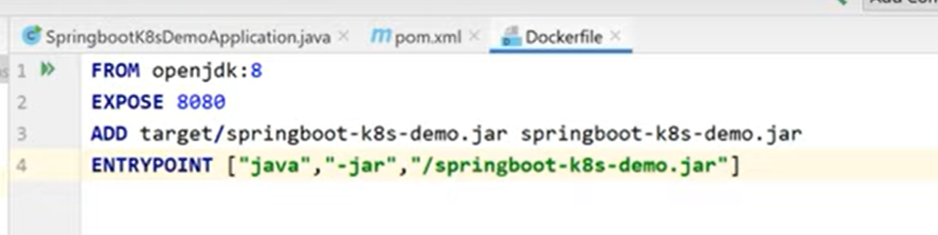 SpringbootK8sDemoApplication.java pom.xml Dockerfile
1 FROM openjdk:8
2 EXPOSE 8080
3 ADD target/springboot-k8s-demo.jar springboot-k8s-demo.jar
4 ENTRYPOINT ["java","-jar","/springboot-k8s-demo.jar"]